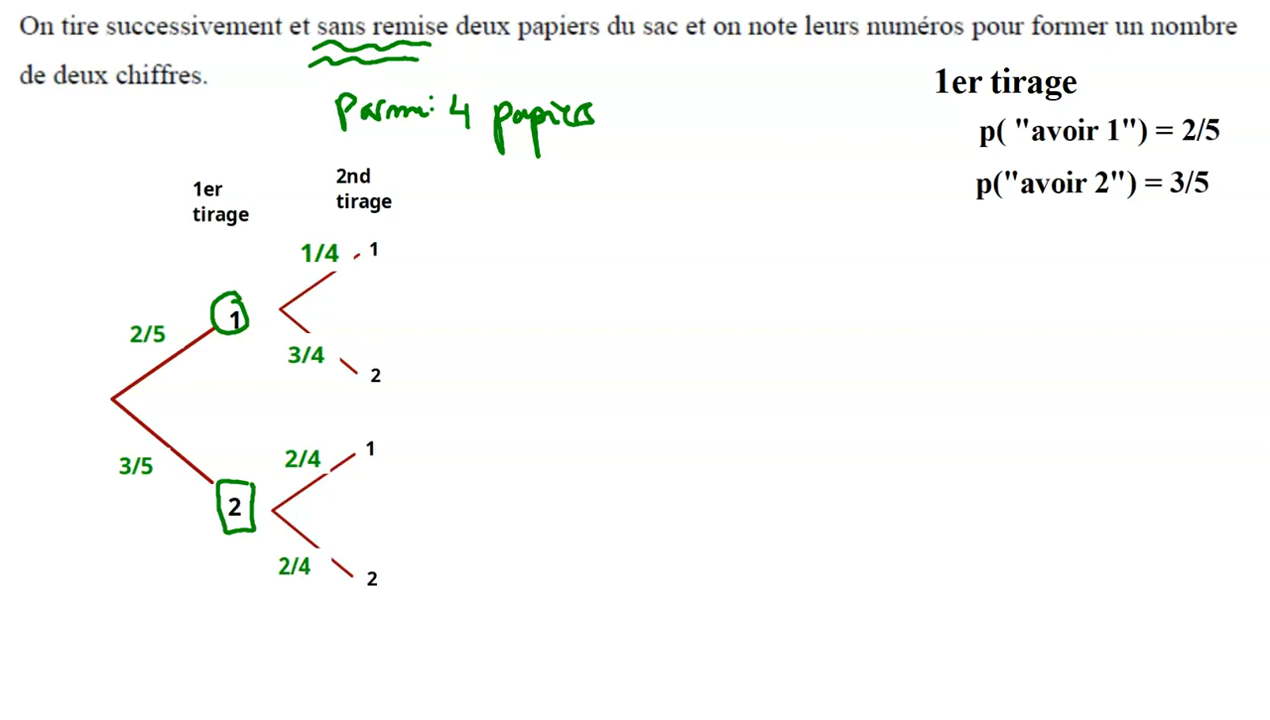 On tire successivement et sans remise deux papiers du sac et on note leurs numéros pour former un nombre
de deux chiffres.
1er tirage
Parmi 4 papiers
p( "avoir 1") = 2/5
p("avoir 2") = 3/5
1er
tirage
2nd
tirage
1/4
1
1
2/5
3/4
2
3/5
2/4
1
2
2/4
2